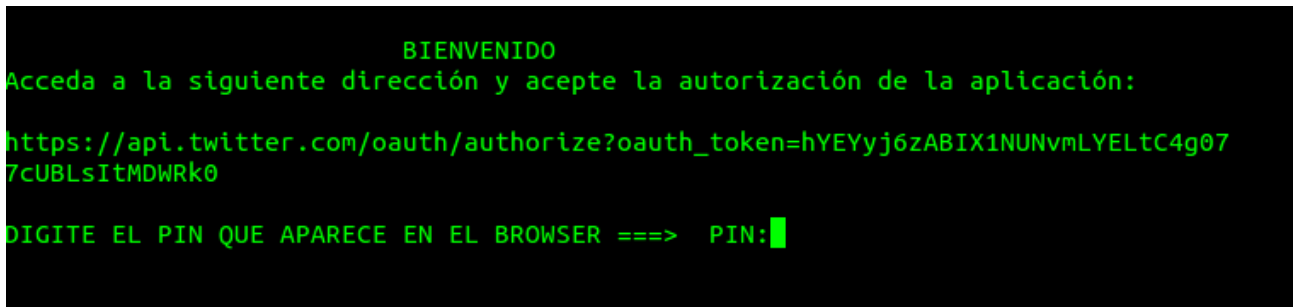 BIENVENIDO
Acceda a la siguiente dirección y acepte la autorización de la aplicación:
https://api.twitter.com/oauth/authorize?oauth_token=hYEYyj6zABIX1NUNvmLYELtC4g07
7cUBLsItMDWRk0
DIGITE EL PIN QUE APARECE EN EL BROWSER ===> PIN: